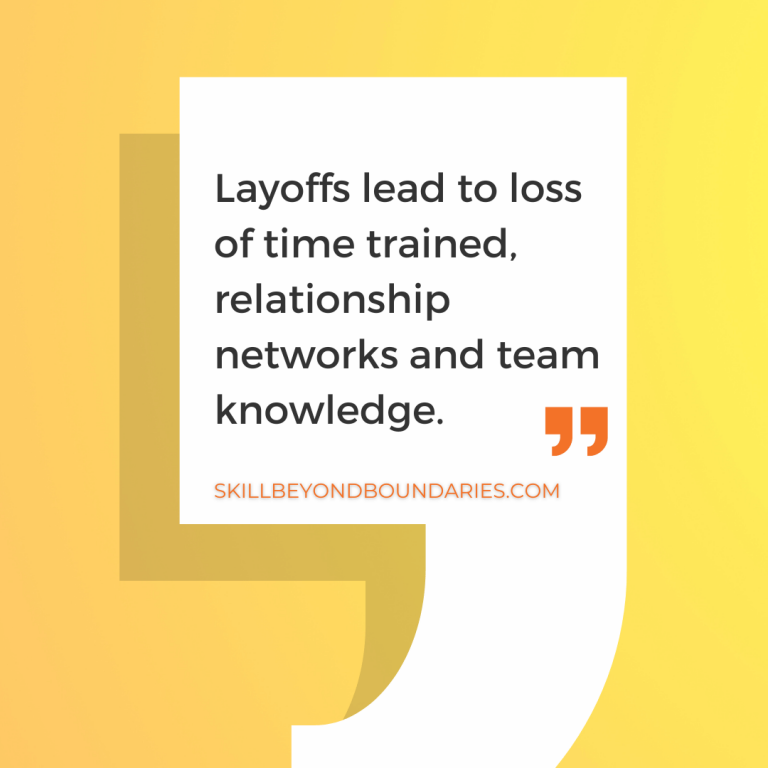 Layoffs lead to loss
of time trained,
relationship
networks and team
knowledge.
”
SKILLBEYONDBOUNDARIES.COM